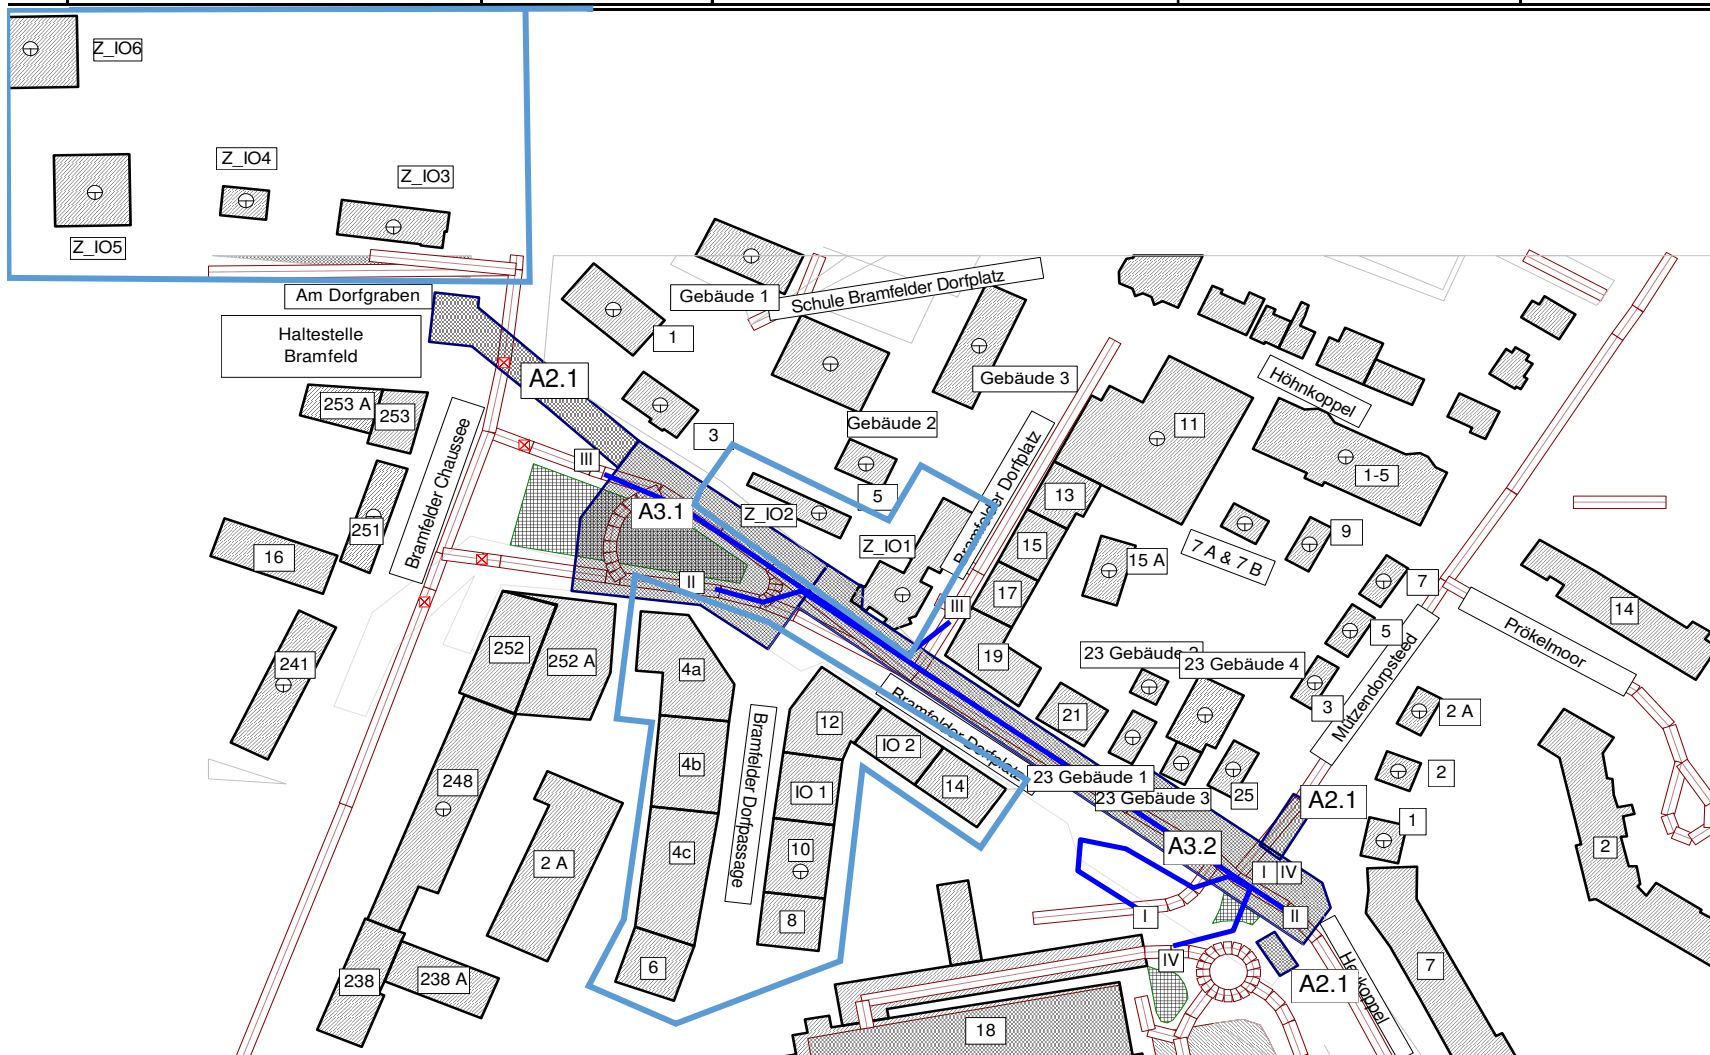 Z_IO6
Z_IO4
Z_IO3
Z_IO5
Am Dorfgraben
Haltestelle
Bramfeld
Gebäude 1
Schule Bramfelder Dorfplatz
1
Gebäude 3
Höhnkoppel
A2.1
253 A
253
Bramfelder Chaussee
3
Gebäude 2
11
1-5
III
5
13
Bramfelder Dorfplatz
A3.1
Z_IO2
251
16
Z_IO1
15
15 A
7 A & 7 B
9
II
17
III
7
14
Prökelmoor
5
241
252
252 A
4a
19
23 Gebäude 4
3
Mützendorpsteed
2 A
Bramfelder Dorfplatz
12
21
IO 2
248
4b
Bramfelder Dorfpassage
IO 1
14
23 Gebäude 1
23 Gebäude 3
25
A2.1
2
1
2 A
4c
10
A3.2
2
I
IV
8
I
II
6
IV
238
238 A
7
A2.1
18